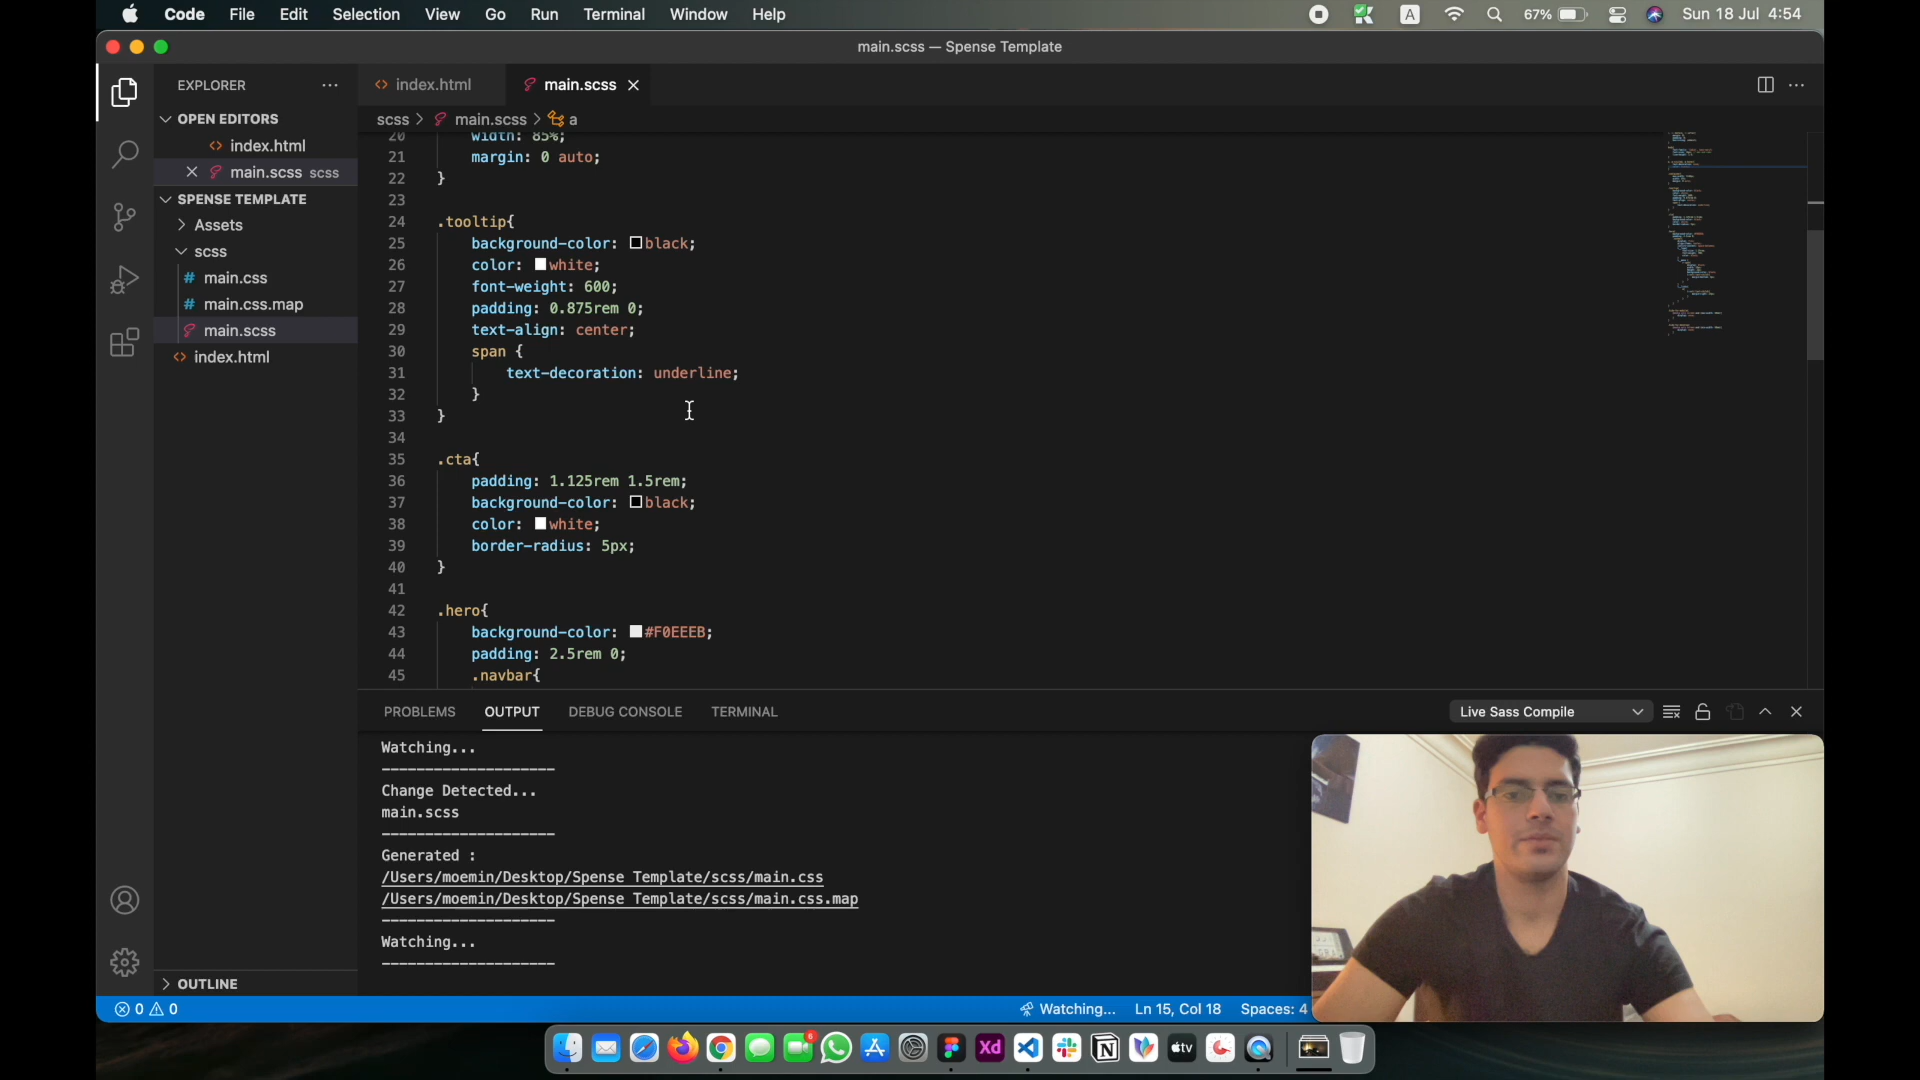 Code File Edit Selection View Go Run Terminal Window Help A 67% Sun 18 Jul 4:54
main.scss — Spense Template
EXPLORER
index.html
main.scss
OPEN EDITORS
index.html
main.scss scss
SPENSE TEMPLATE
Assets
scss
main.css
main.css.map
main.scss
index.html
OUTLINE
scss > main.scss > a
20 width: 85%;
21 margin: 0 auto;
22 }
23
24 .tooltip{
25 background-color: black;
26 color: white;
27 font-weight: 600;
28 padding: 0.875rem 0;
29 text-align: center;
30 span {
31 text-decoration: underline;
32 }
33 }
34
35 .cta{
36 padding: 1.125rem 1.5rem;
37 background-color: black;
38 color: white;
39 border-radius: 5px;
40 }
41
42 .hero{
43 background-color: #F0EEEB;
44 padding: 2.5rem 0;
45 .navbar{
PROBLEMS OUTPUT DEBUG CONSOLE TERMINAL Live Sass Compile
Watching...
--------------------
Change Detected...
main.scss
--------------------
Generated :
/Users/moemin/Desktop/Spense Template/scss/main.css
/Users/moemin/Desktop/Spense Template/scss/main.css.map
--------------------
Watching...
--------------------
0 0 Watching... Ln 15, Col 18 Spaces: 4
6 Xd N tv